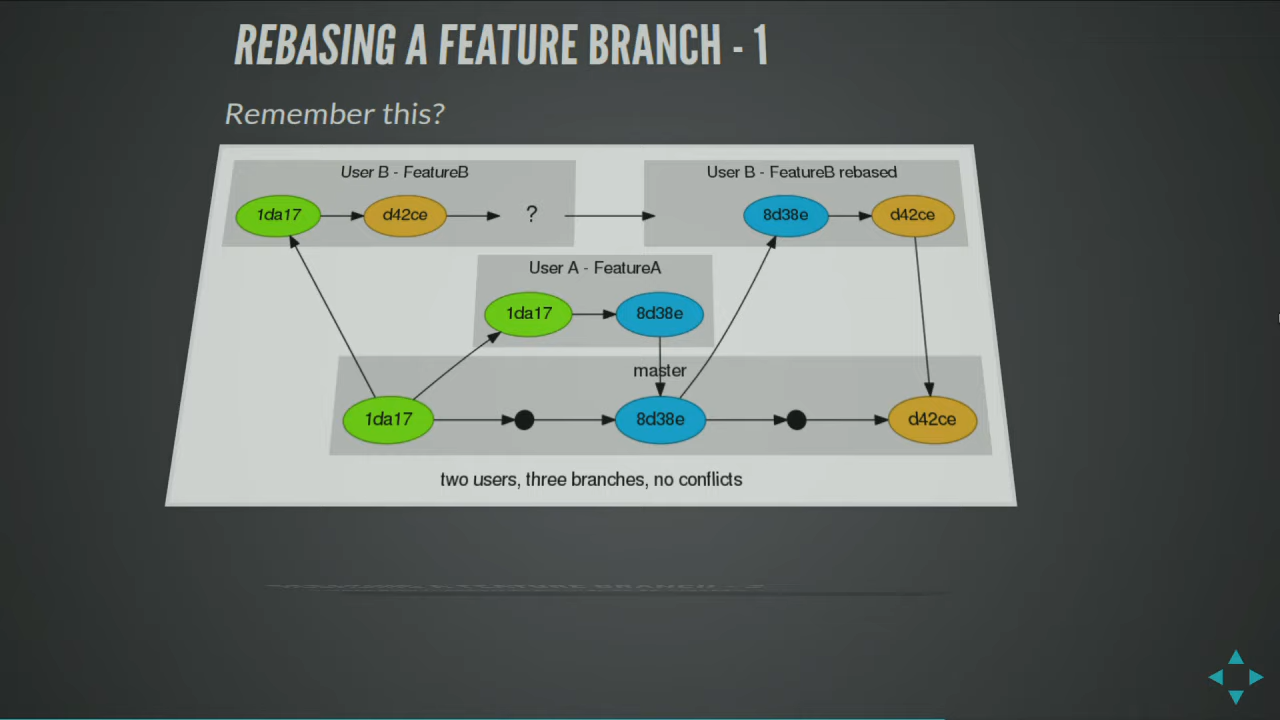 REBASING A FEATURE BRANCH - 1
Remember this?
User B - FeatureB
User B - FeatureB rebased
1da17
d42ce
?
8d38e
d42ce
User A - FeatureA
1da17
8d38e
master
1da17
8d38e
d42ce
two users, three branches, no conflicts